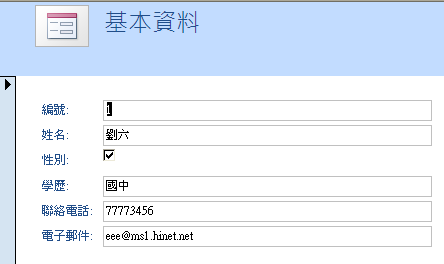 基本資料
編號: 1
姓名: 劉六
性別:
學歷: 國中
聯絡電話: 77773456
電子郵件: eee@ms1.hinet.net